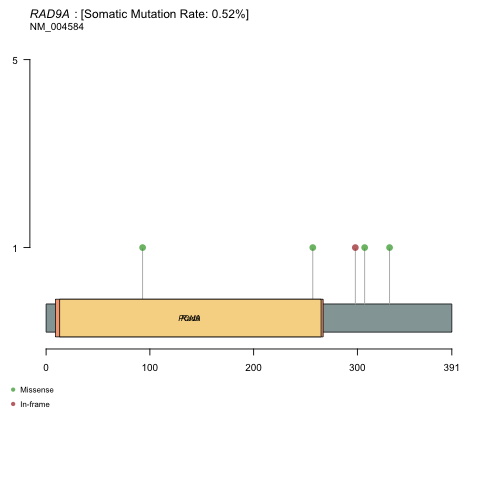 RAD9A : [Somatic Mutation Rate: 0.52%]
NM_004584
5
1
0 100 200 300 391
Missense
In-frame